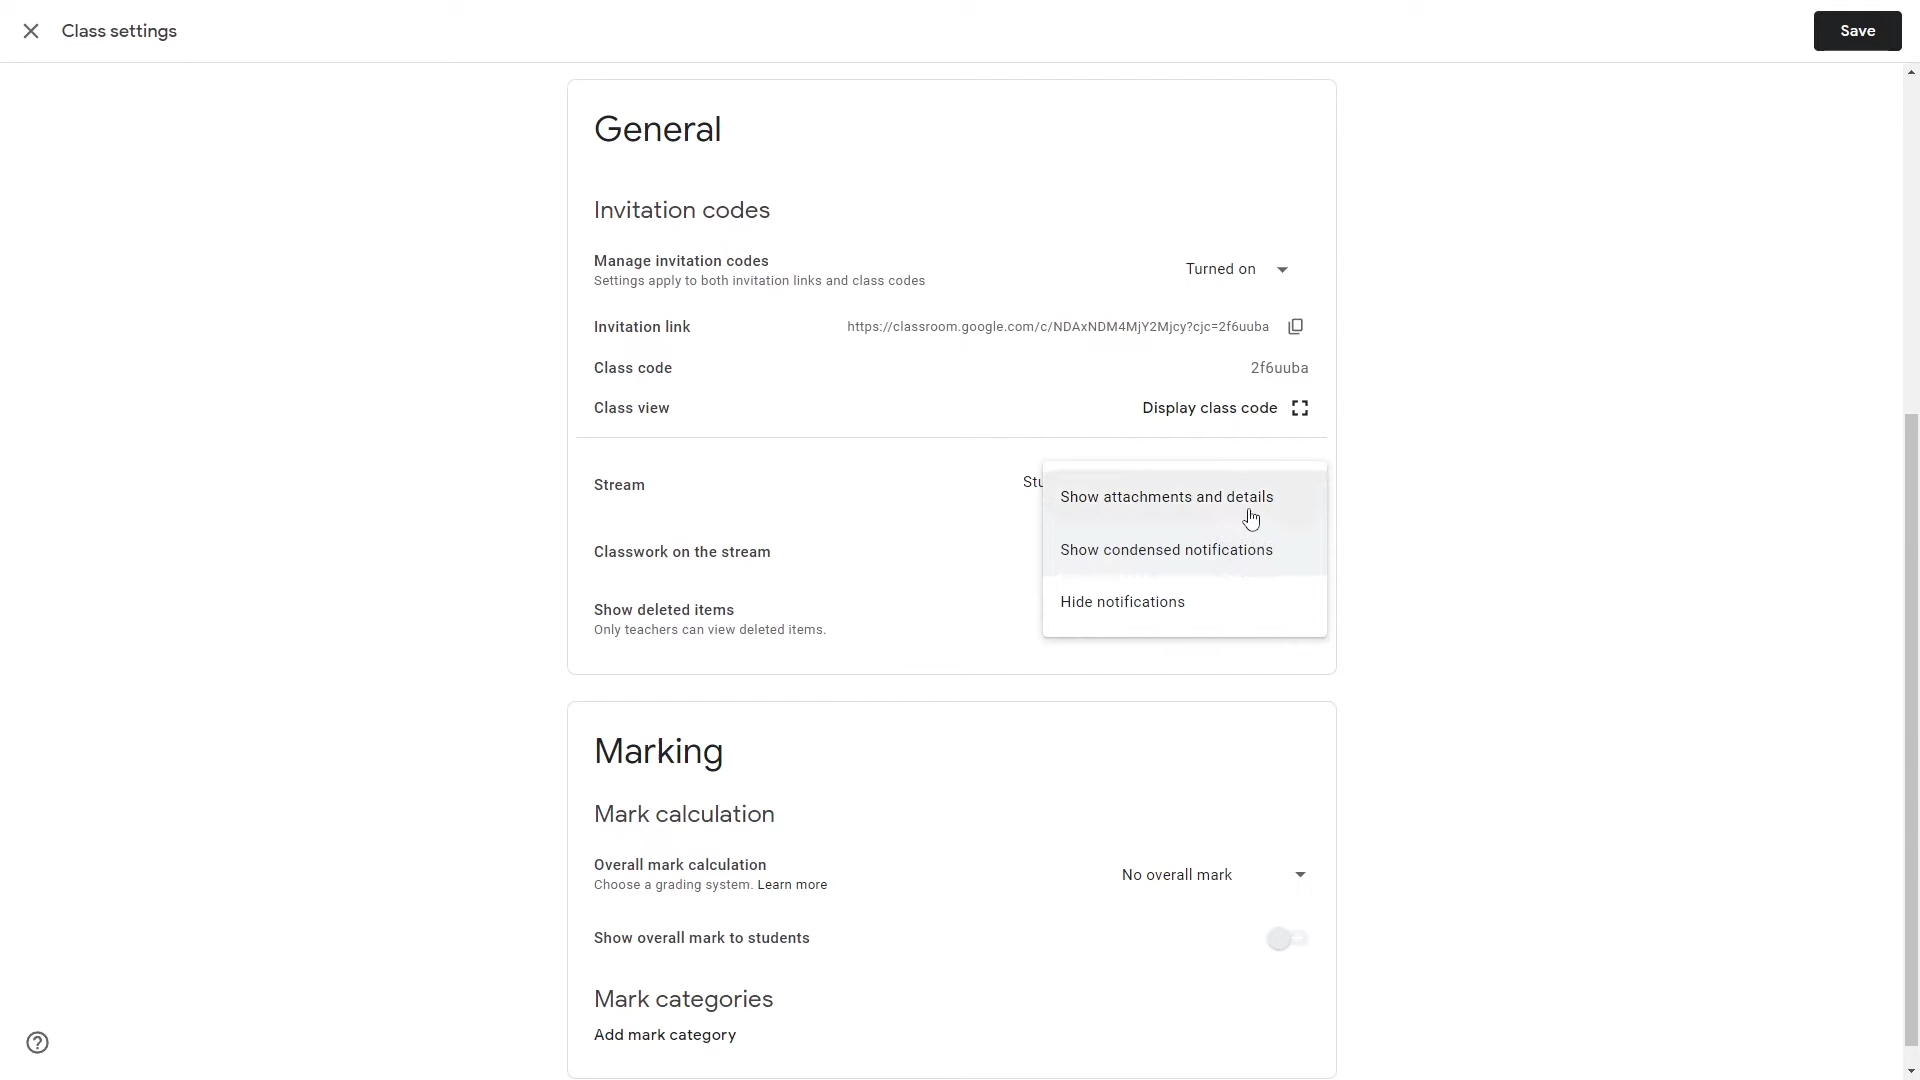 Class settings
Save
General
Invitation codes
Manage invitation codes
Settings apply to both invitation links and class codes
Turned on
Invitation link
https://classroom.google.com/c/NDAxNDM4MjY2Mjcy?cjc=2f6uuba
Class code
2f6uuba
Class view
Display class code
Stream
Show attachments and details
Classwork on the stream
Show condensed notifications
Show deleted items
Only teachers can view deleted items.
Hide notifications
Marking
Mark calculation
Overall mark calculation
Choose a grading system. Learn more
No overall mark
Show overall mark to students
Mark categories
Add mark category